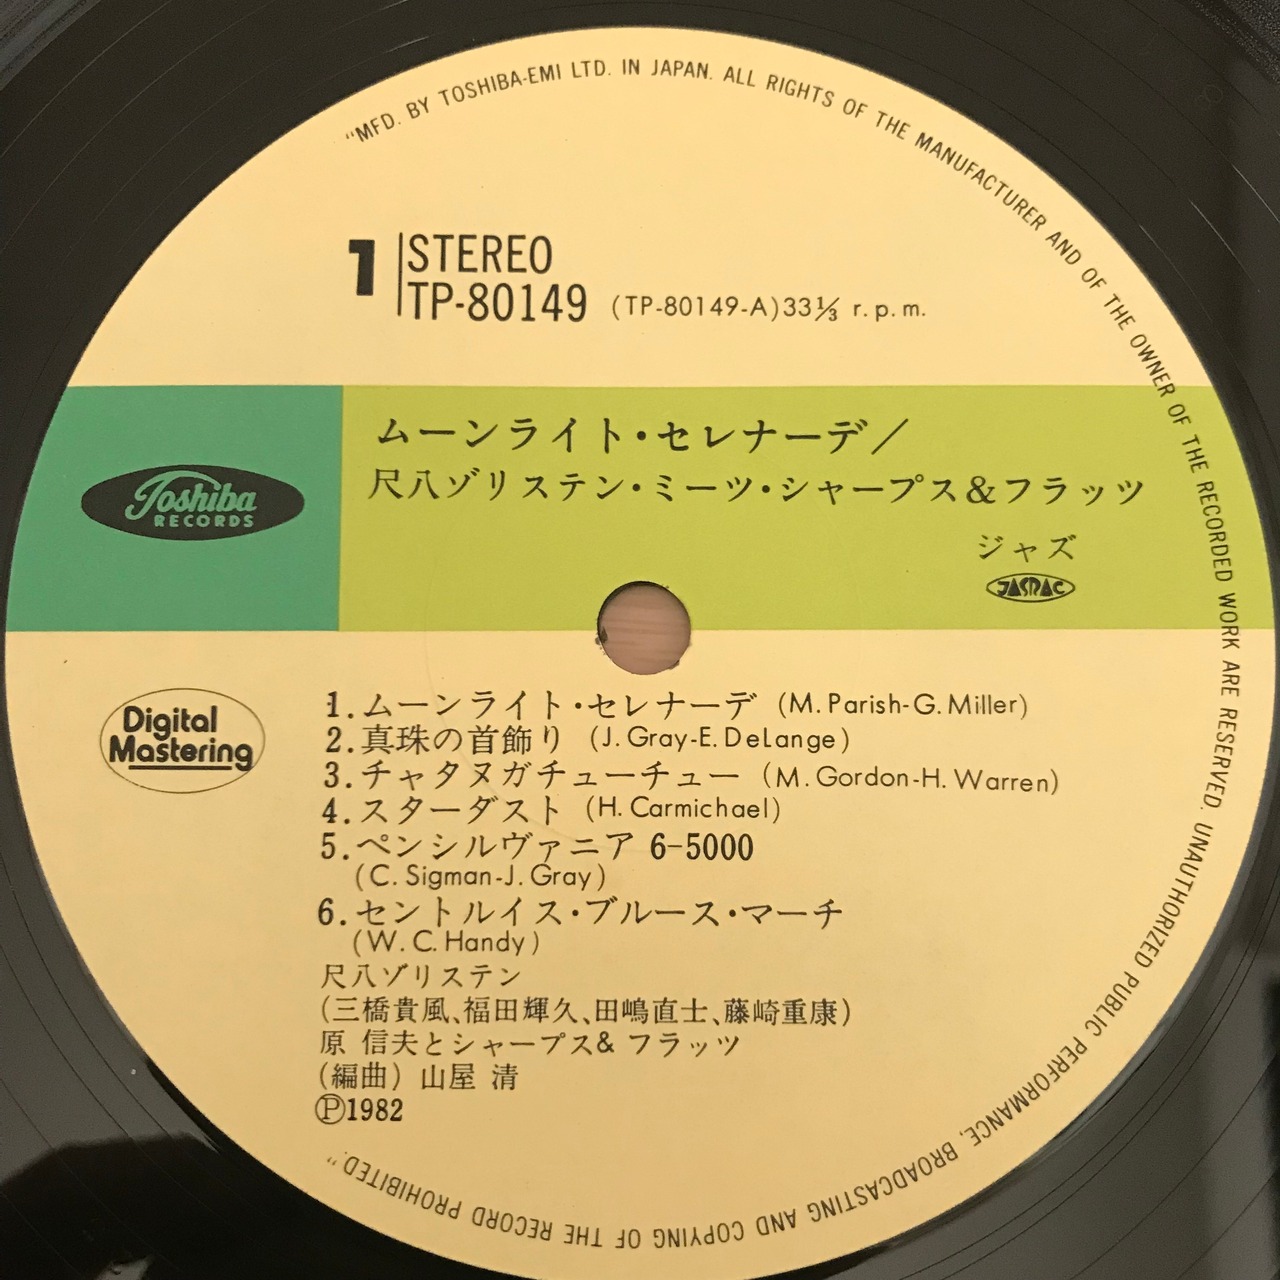 "MFD. BY TOSHIBA-EMI LTD. IN JAPAN. ALL RIGHTS OF THE MANUFACTURER AND OF THE OWNER OF THE RECORDED WORK ARE RESERVED. UNAUTHORIZED PUBLIC PERFORMANCE, BROADCASTING AND COPYING OF THE RECORD PROHIBITED."
1 STEREO
TP-80149 (TP-80149-A) 33⅓ r.p.m.
ムーンライト・セレナーデ／
尺八ゾリステン・ミーツ・シャープス&フラッツ
Toshiba
RECORDS
ジャズ
JASRAC
Digital
Mastering
1. ムーンライト・セレナーデ (M. Parish-G. Miller)
2. 真珠の首飾り (J. Gray-E. DeLange)
3. チャタヌガチューチュー (M. Gordon-H. Warren)
4. スターダスト (H. Carmichael)
5. ペンシルヴァニア 6-5000
(C. Sigman-J. Gray)
6. セントルイス・ブルース・マーチ
(W. C. Handy)
尺八ゾリステン
(三橋貴風、福田輝久、田嶋直士、藤崎重康)
原 信夫とシャープス& フラッツ
(編曲) 山屋 清
Ⓟ1982